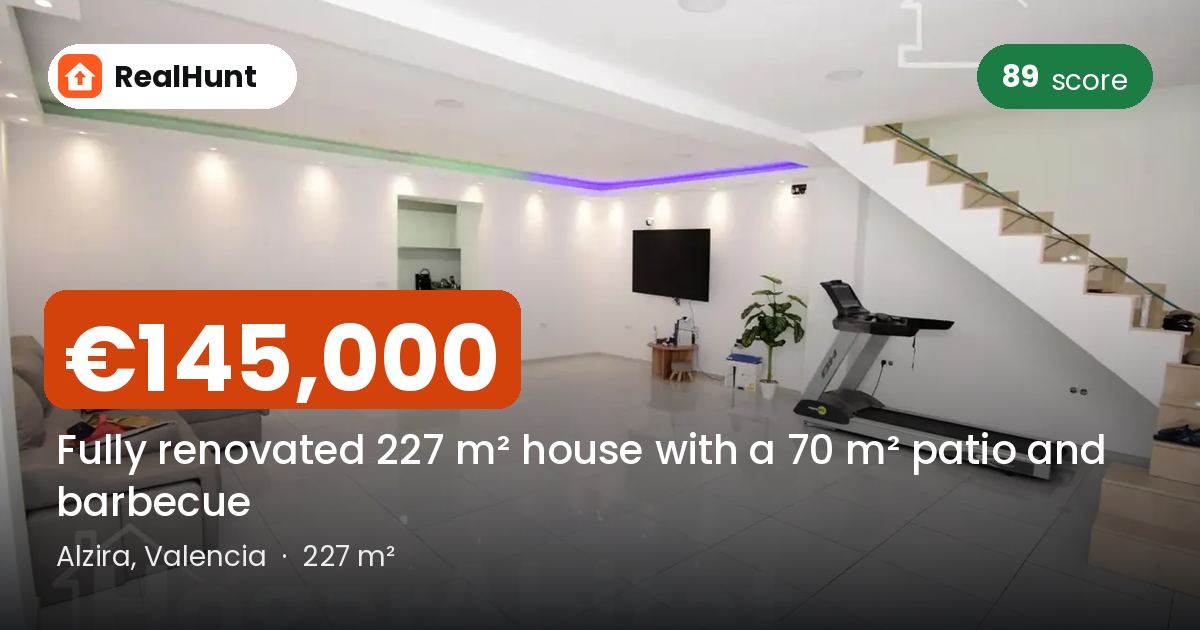 RealHunt
89 score
€145,000
Fully renovated 227 m² house with a 70 m² patio and
barbecue
Alzira, Valencia · 227 m²